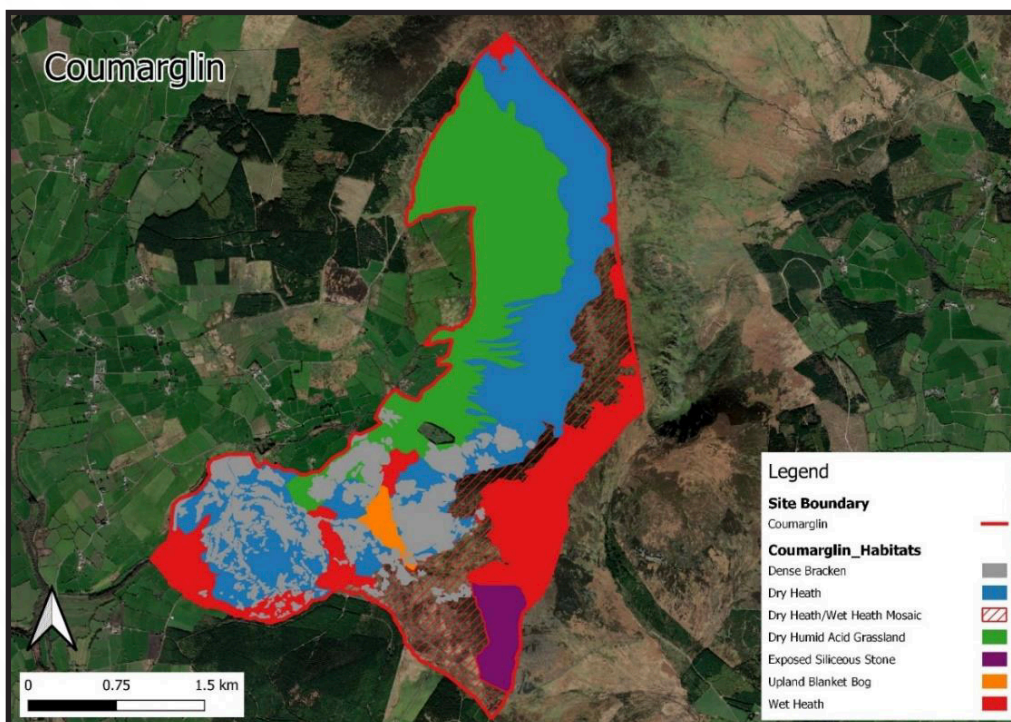 Coumarglin
Legend
Site Boundary
Coumarglin
Coumarglin_Habitats
Dense Bracken
Dry Heath
Dry Heath/Wet Heath Mosaic
Dry Humid Acid Grassland
Exposed Siliceous Stone
Upland Blanket Bog
Wet Heath
0 0.75 1.5 km